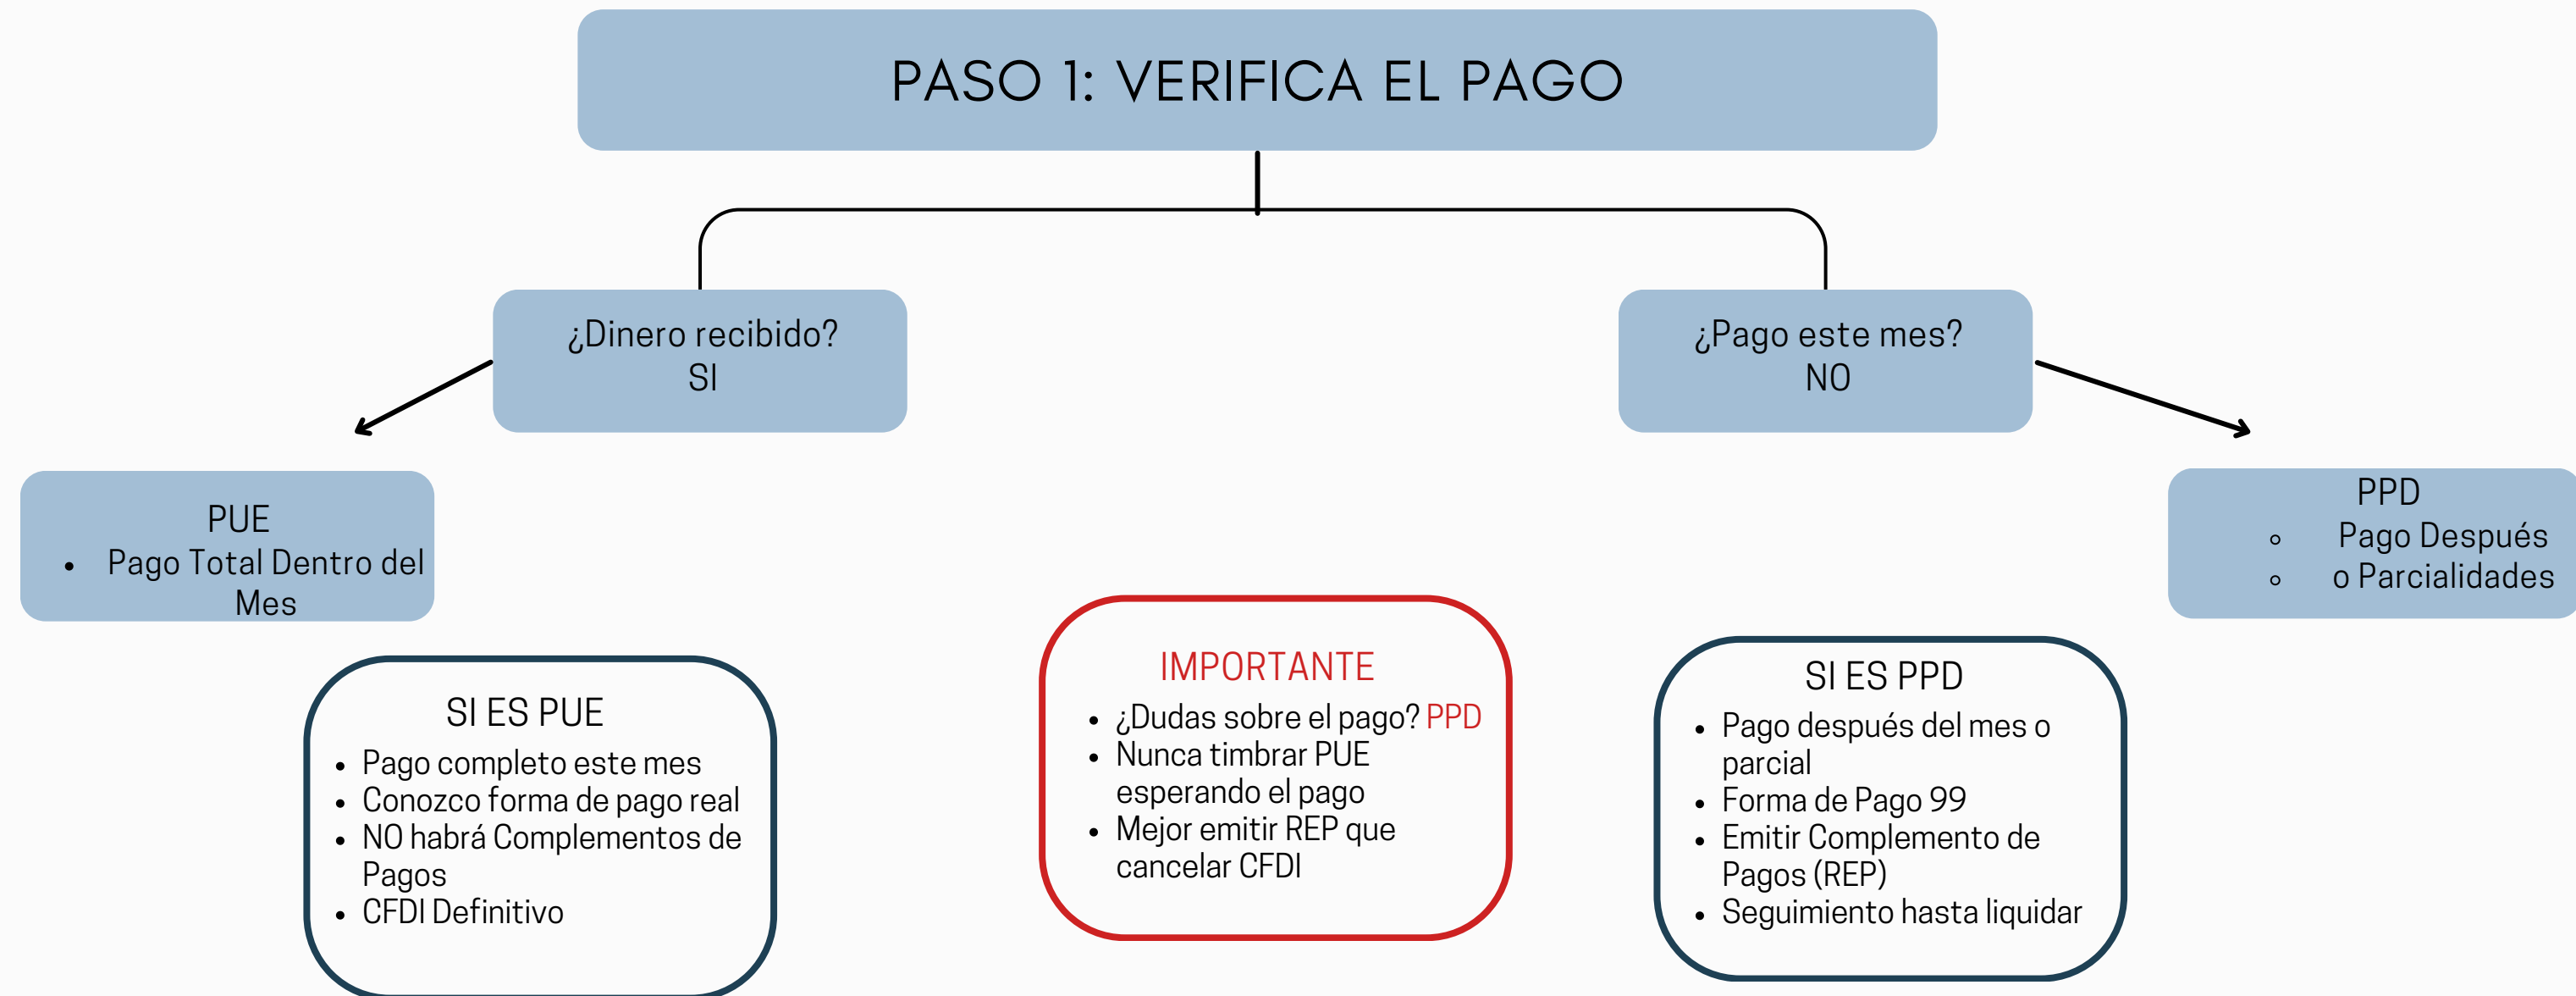 PASO 1: VERIFICA EL PAGO
¿Dinero recibido?
SI
¿Pago este mes?
NO
PUE
• Pago Total Dentro del
Mes
PPD
◦ Pago Después
◦ o Parcialidades
SI ES PUE
• Pago completo este mes
• Conozco forma de pago real
• NO habrá Complementos de
Pagos
• CFDI Definitivo
IMPORTANTE
• ¿Dudas sobre el pago? PPD
• Nunca timbrar PUE
esperando el pago
• Mejor emitir REP que
cancelar CFDI
SI ES PPD
• Pago después del mes o
parcial
• Forma de Pago 99
• Emitir Complemento de
Pagos (REP)
• Seguimiento hasta liquidar